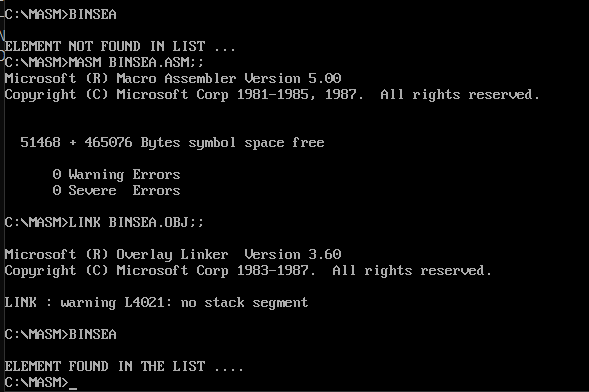 C:\MASM>BINSEA
ELEMENT NOT FOUND IN LIST ...
C:\MASM>MASM BINSEA.ASM;;
Microsoft (R) Macro Assembler Version 5.00
Copyright (C) Microsoft Corp 1981-1985, 1987.  All rights reserved.
51468 + 465076 Bytes symbol space free
0 Warning Errors
0 Severe  Errors
C:\MASM>LINK BINSEA.OBJ;;
Microsoft (R) Overlay Linker  Version 3.60
Copyright (C) Microsoft Corp 1983-1987.  All rights reserved.
LINK : warning L4021: no stack segment
C:\MASM>BINSEA
ELEMENT FOUND IN THE LIST ....
C:\MASM>_